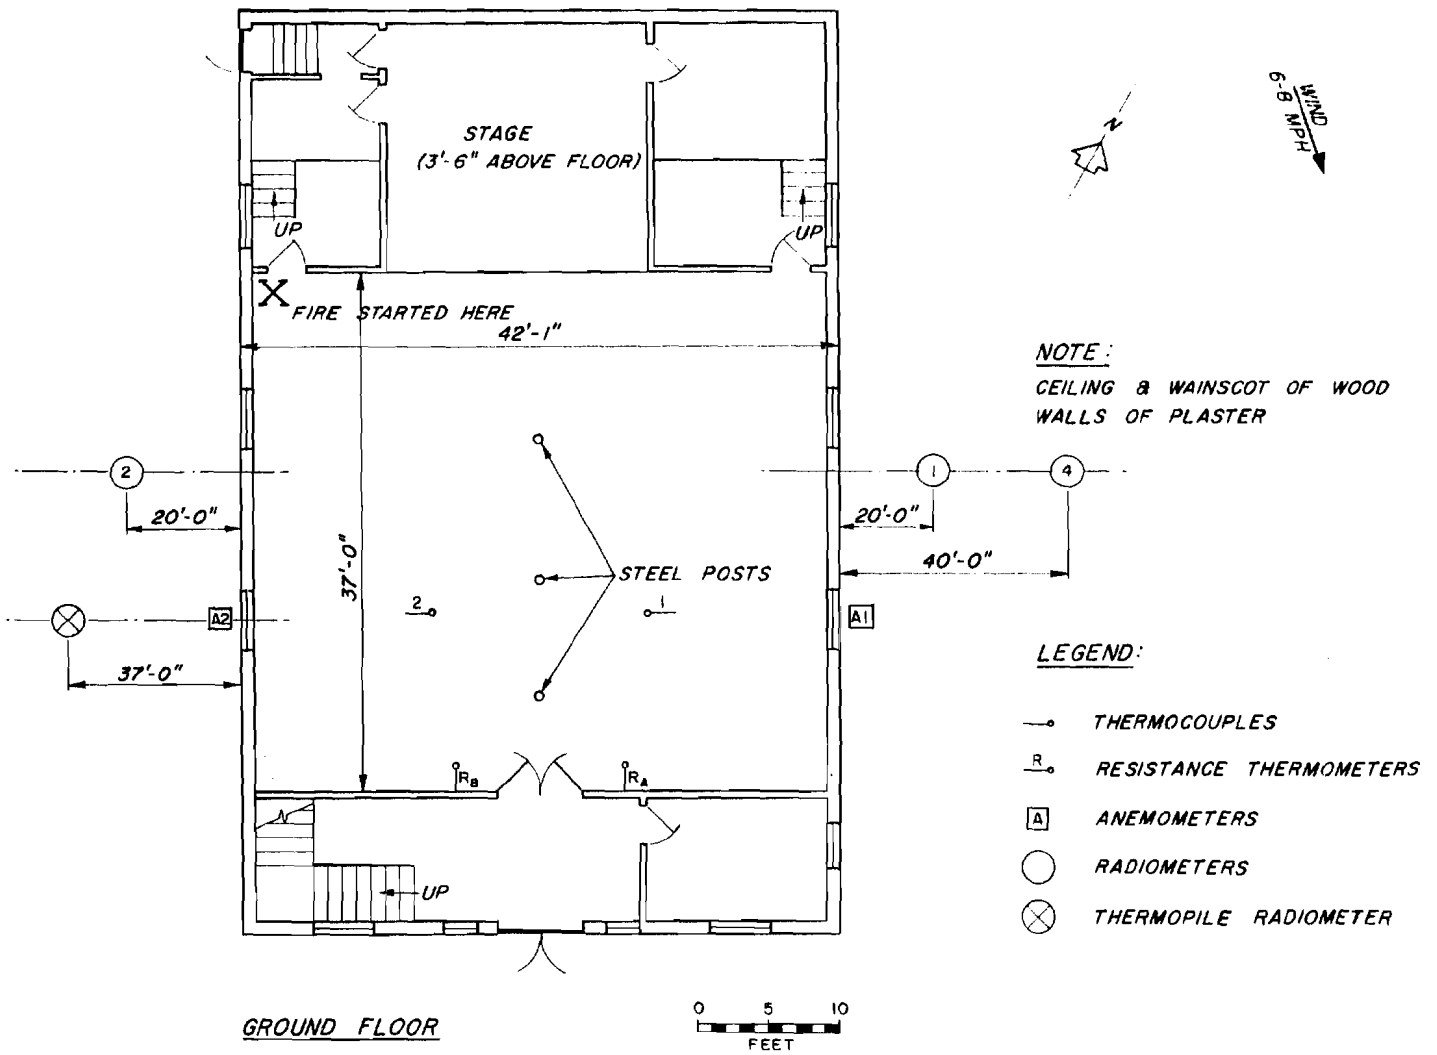 STAGE
(3'-6" ABOVE FLOOR)
N
WIND
6-8 MPH
UP
UP
FIRE STARTED HERE
42'-1"
NOTE:
CEILING & WAINSCOT OF WOOD
WALLS OF PLASTER
2
1
4
20'-0"
20'-0"
40'-0"
37'-0"
STEEL POSTS
2
1
A2
A1
37'-0"
LEGEND:
THERMOCOUPLES
R
RESISTANCE THERMOMETERS
A
ANEMOMETERS
RADIOMETERS
THERMOPILE RADIOMETER
RB
RA
UP
GROUND FLOOR
0 5 10
FEET